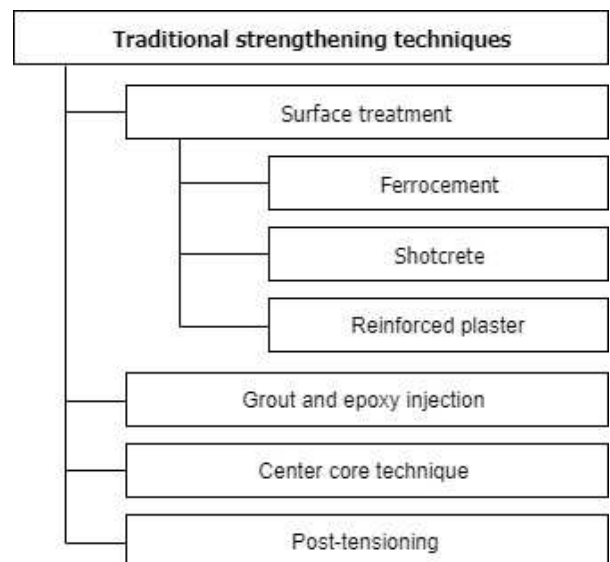 Traditional strengthening techniques
Surface treatment
Ferrocement
Shotcrete
Reinforced plaster
Grout and epoxy injection
Center core technique
Post-tensioning